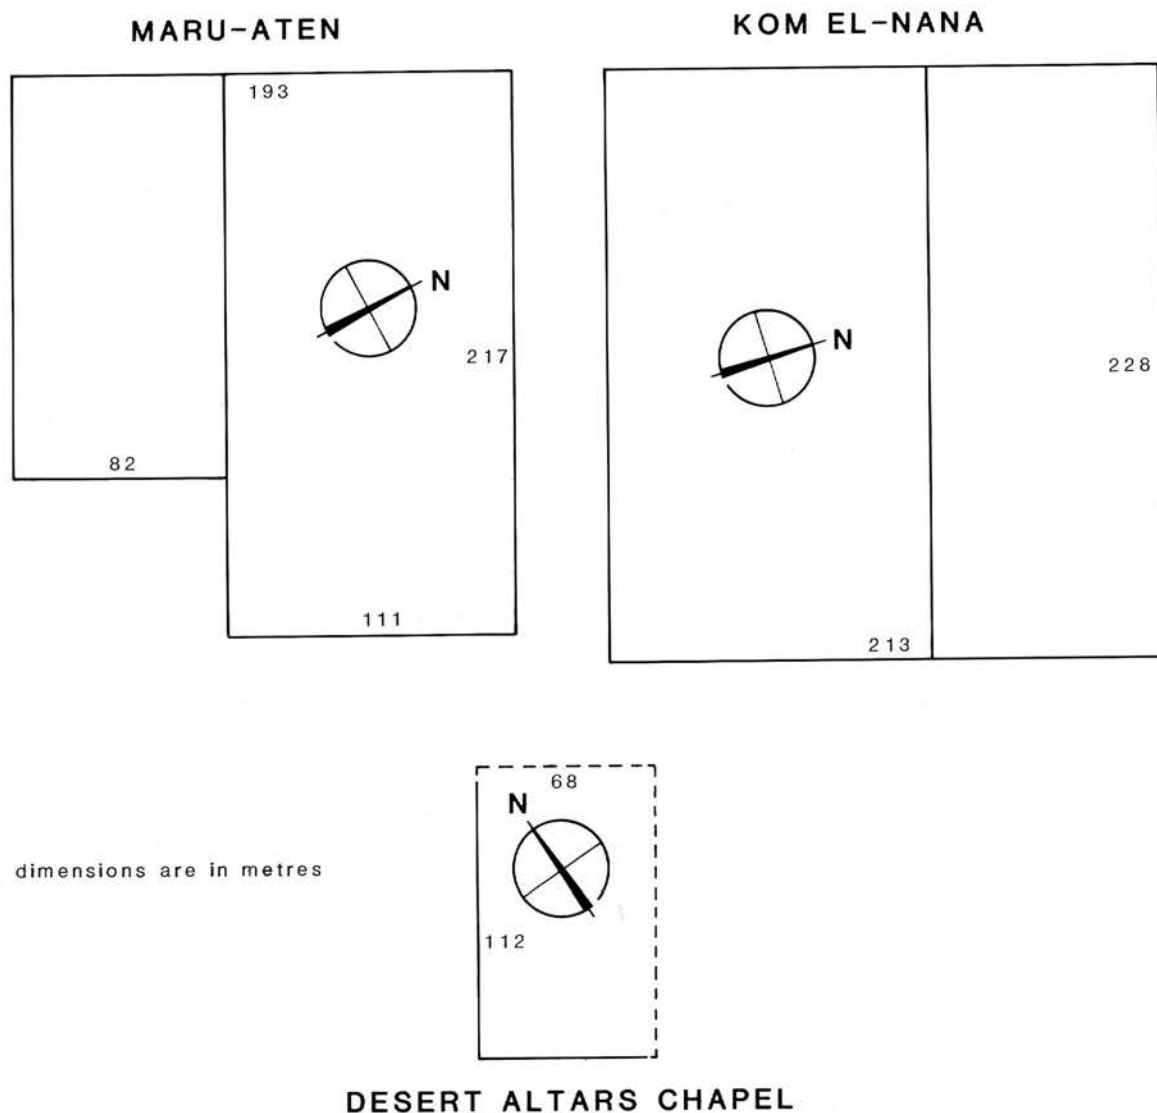 MARU-ATEN
KOM EL-NANA
193
N
217
82
111
N
228
213
68
N
dimensions are in metres
112
DESERT ALTARS CHAPEL